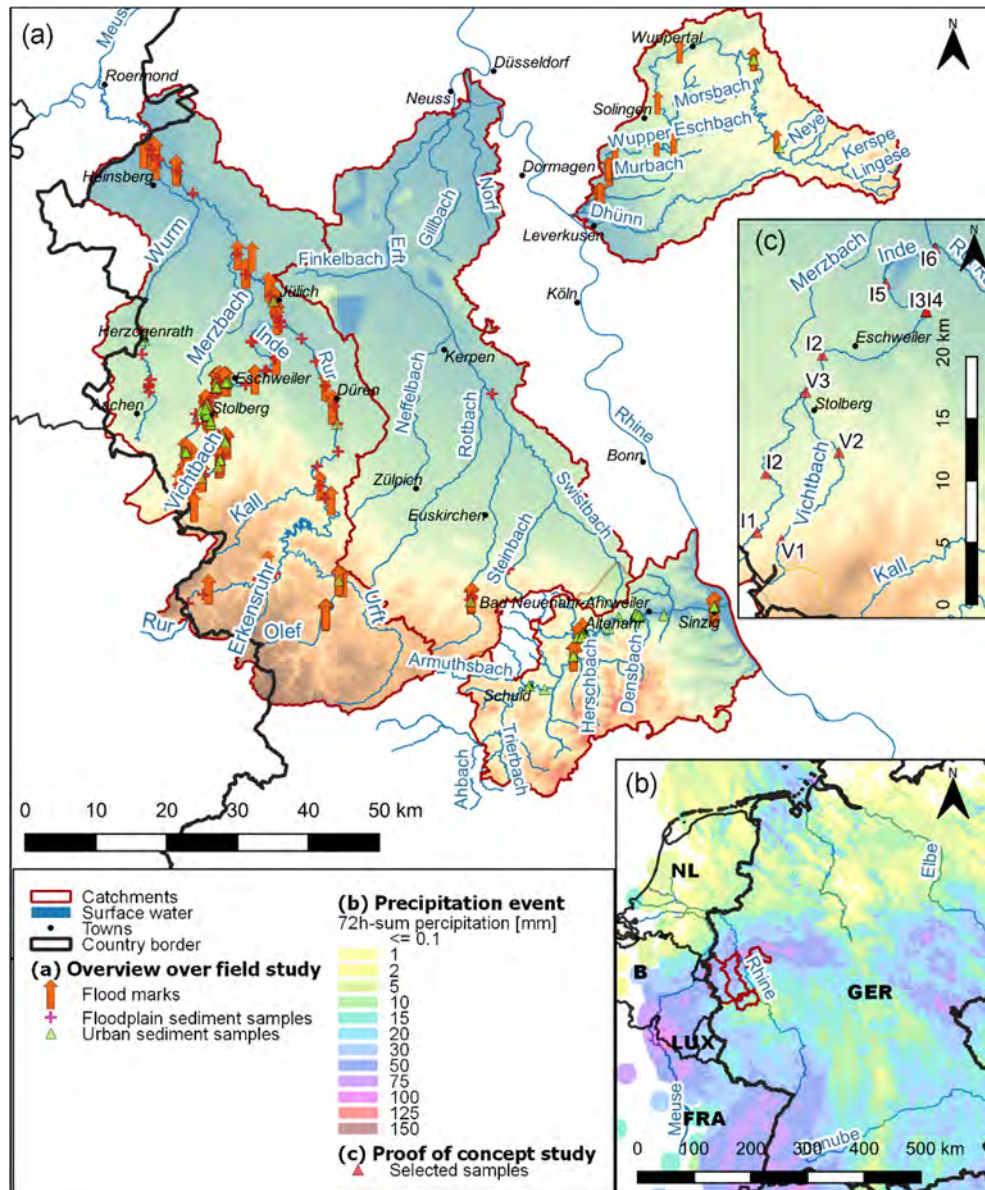 (a)
N
Meuse
Roermond
Düsseldorf
Neuss
Wuppertal
Solingen
Morsbach
Wupper
Eschbach
Neye
Kerspe
Lingese
Murbach
Dormagen
Dhünn
Leverkusen
Heinsberg
Wurm
Norf
Gillbach
Erft
Finkelbach
Köln
Jülich
Merzbach
Inde
Herzogenrath
Rur
Kerpen
Eschweiler
Düren
Aachen
Stolberg
Neffelbach
Rotbach
Rhine
Bonn
Vichtbach
Zülpich
Kall
Euskirchen
Swistbach
Steinbach
Erkensruhr
Rur
Olef
Urft
Bad Neuenahr-Ahrweiler
Altenahr
Sinzig
Armuthsbach
Schuld
Herschbach
Densbach
Trierbach
Ahbach
0 10 20 30 40 50 km
(c)
N
Merzbach
Inde
I6
I5
I3I4
Eschweiler
I2
V3
Stolberg
V2
I2
Vichtbach
I1
V1
Kall
0 5 10 15 20 km
(b)
N
NL
Elbe
B
Rhine
GER
LUX
Meuse
FRA
0 100 200 300 400 500 km
Catchments
Surface water
Towns
Country border
(a) Overview over field study
Flood marks
Floodplain sediment samples
Urban sediment samples
(b) Precipitation event
72h-sum percipitation [mm]
<= 0.1
1
2
5
10
15
20
30
50
75
100
125
150
(c) Proof of concept study
Selected samples